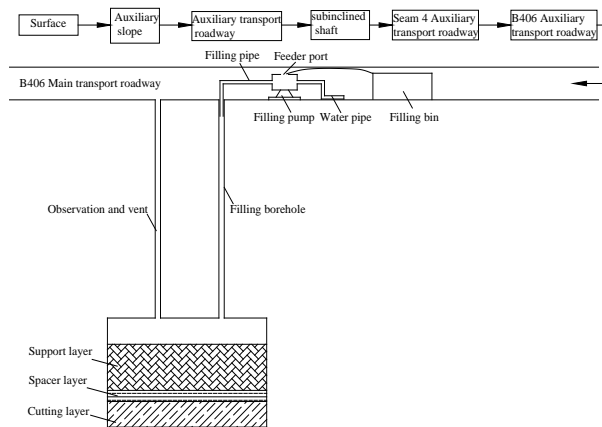 Surface
Auxiliary
slope
Auxiliary transport
roadway
subinclined
shaft
Seam 4 Auxiliary
transport roadway
B406 Auxiliary
transport roadway
Filling pipe
Feeder port
B406 Main transport roadway
Filling pump
Water pipe
Filling bin
Observation and vent
Filling borehole
Support layer
Spacer layer
Cutting layer